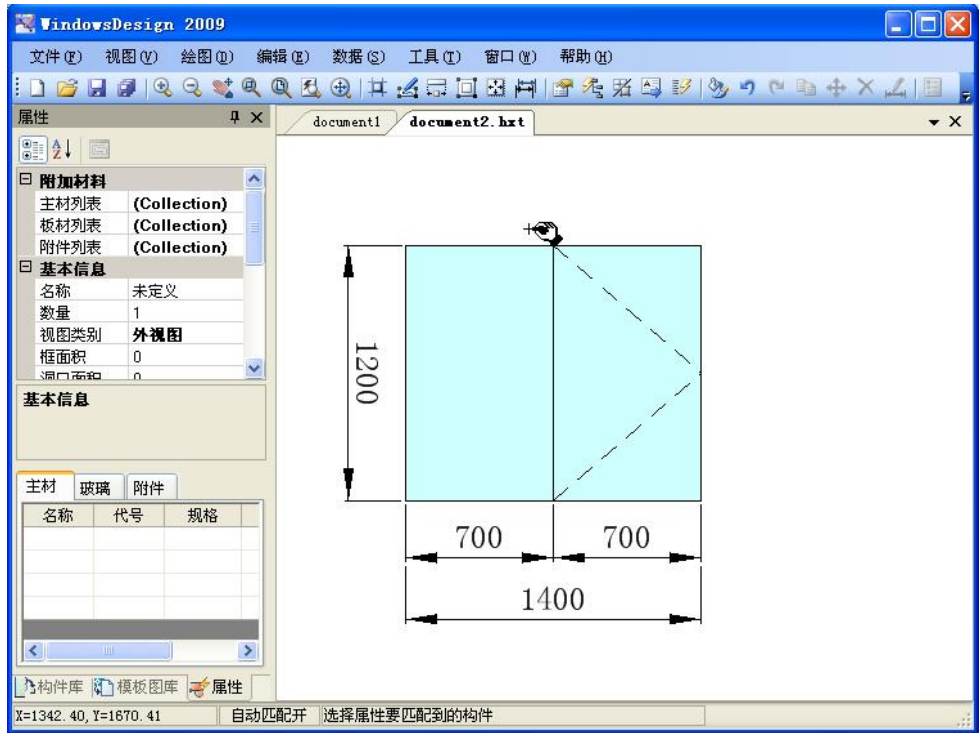 WindowsDesign 2009
文件(F) 视图(V) 绘图(D) 编辑(E) 数据(S) 工具(T) 窗口(W) 帮助(H)
属性
document1 document2.hxt
附加材料
主材列表 (Collection)
板材列表 (Collection)
附件列表 (Collection)
基本信息
名称 未定义
数量 1
视图类别 外视图
框面积 0
洞口面积 0
基本信息
主材 玻璃 附件
名称 代号 规格
1200
700 700
1400
构件库 模板图库 属性
X=1342.40, Y=1670.41 自动匹配开 选择属性要匹配到的构件